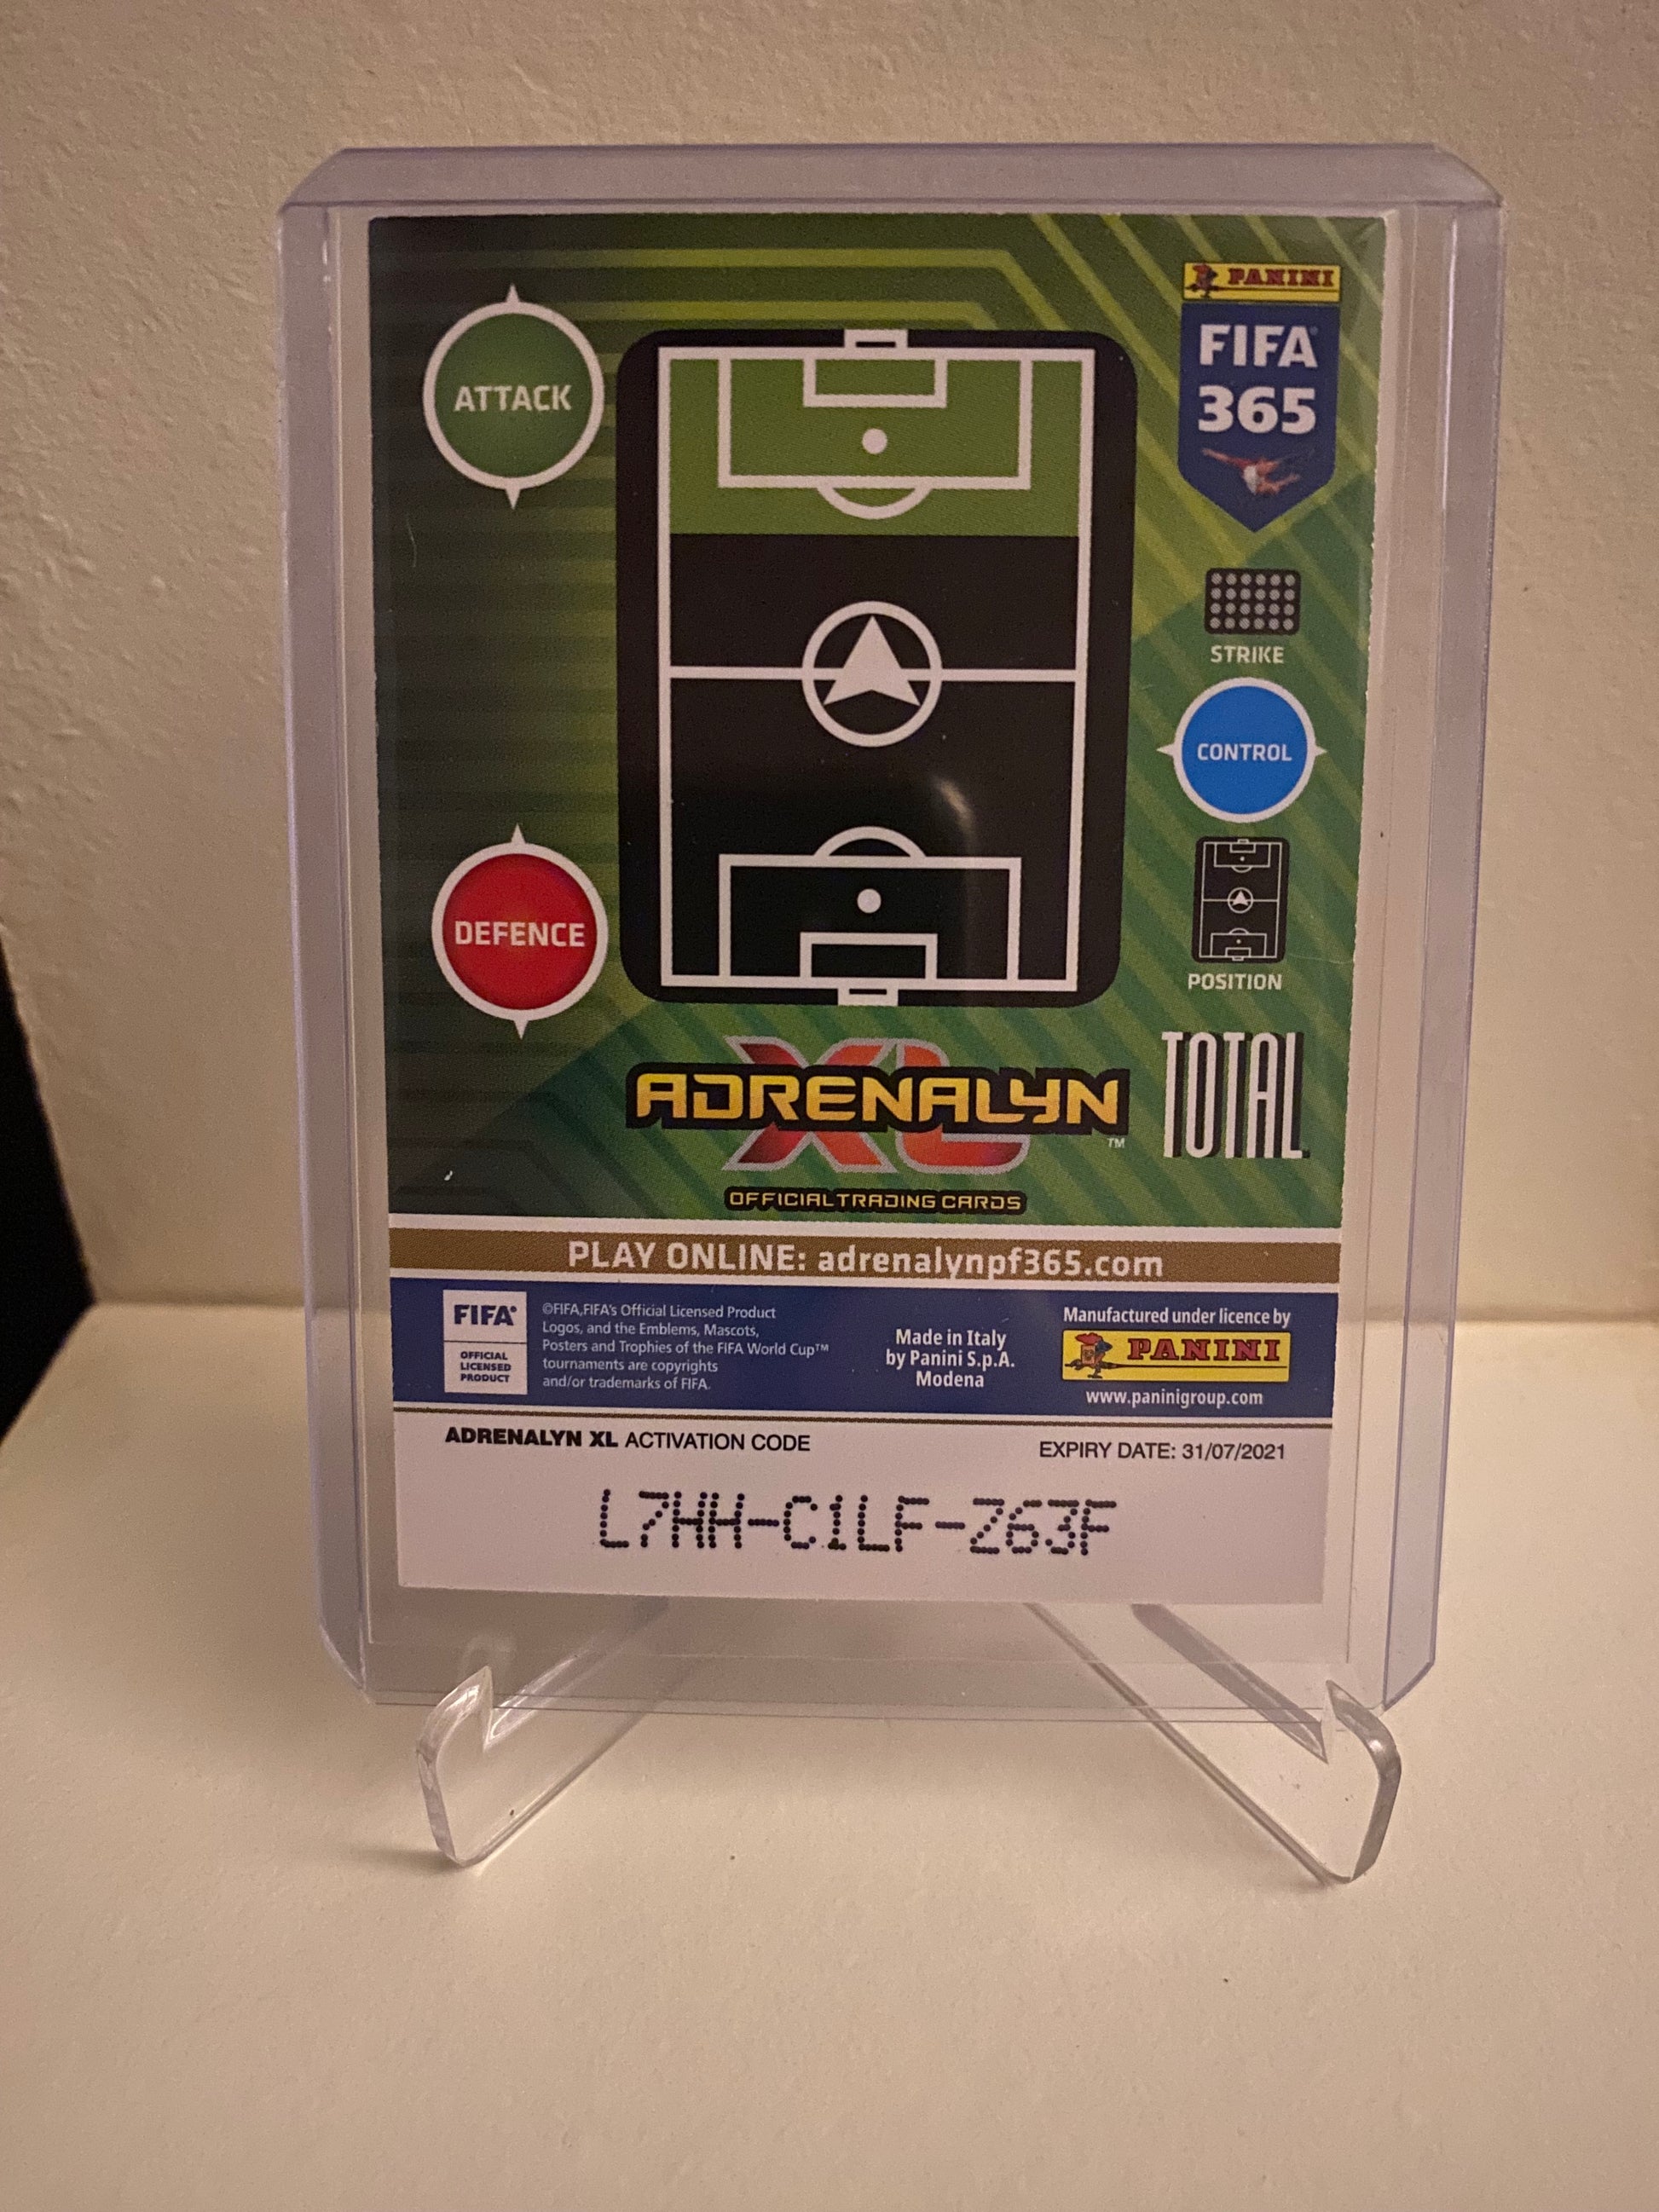 PANINI
FIFA
365
ATTACK
STRIKE
CONTROL
DEFENCE
POSITION
ADRENALYN
XL
™
TOTAL
OFFICIAL TRADING CARDS
PLAY ONLINE: adrenalynpf365.com
FIFA®
OFFICIAL
LICENSED
PRODUCT
©FIFA,FIFA's Official Licensed Product
Logos, and the Emblems, Mascots,
Posters and Trophies of the FIFA World Cup™
tournaments are copyrights
and/or trademarks of FIFA.
Made in Italy
by Panini S.p.A.
Modena
Manufactured under licence by
PANINI
www.paninigroup.com
ADRENALYN XL ACTIVATION CODE
EXPIRY DATE: 31/07/2021
L7HH-C1LF-Z63F